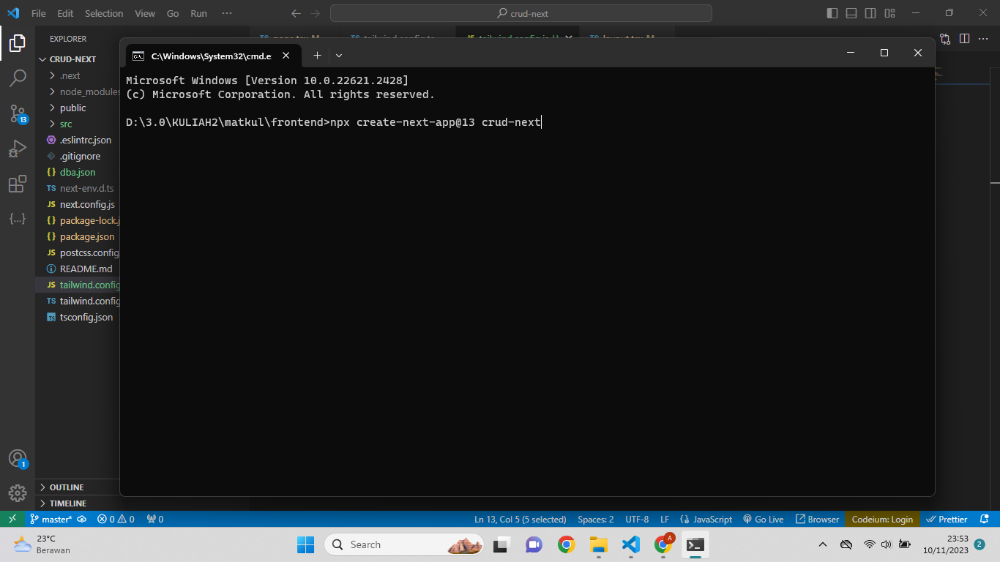 File Edit Selection View Go Run ···
crud-next
EXPLORER
CRUD-NEXT
.next
node_modules
public
src
.eslintrc.json
.gitignore
dba.json
next-env.d.ts
next.config.js
package-lock.j
package.json
postcss.config
README.md
tailwind.config
tailwind.config
tsconfig.json
OUTLINE
TIMELINE
13
1
C:\Windows\System32\cmd.e
Microsoft Windows [Version 10.0.22621.2428]
(c) Microsoft Corporation. All rights reserved.
D:\3.0\KULIAH2\matkul\frontend>npx create-next-app@13 crud-next
master* 0 0 0 Ln 13, Col 5 (5 selected) Spaces: 2 UTF-8 LF JavaScript Go Live Browser Codeium: Login Prettier
23°C
Berawan
Search
A
23:53
10/11/2023
2